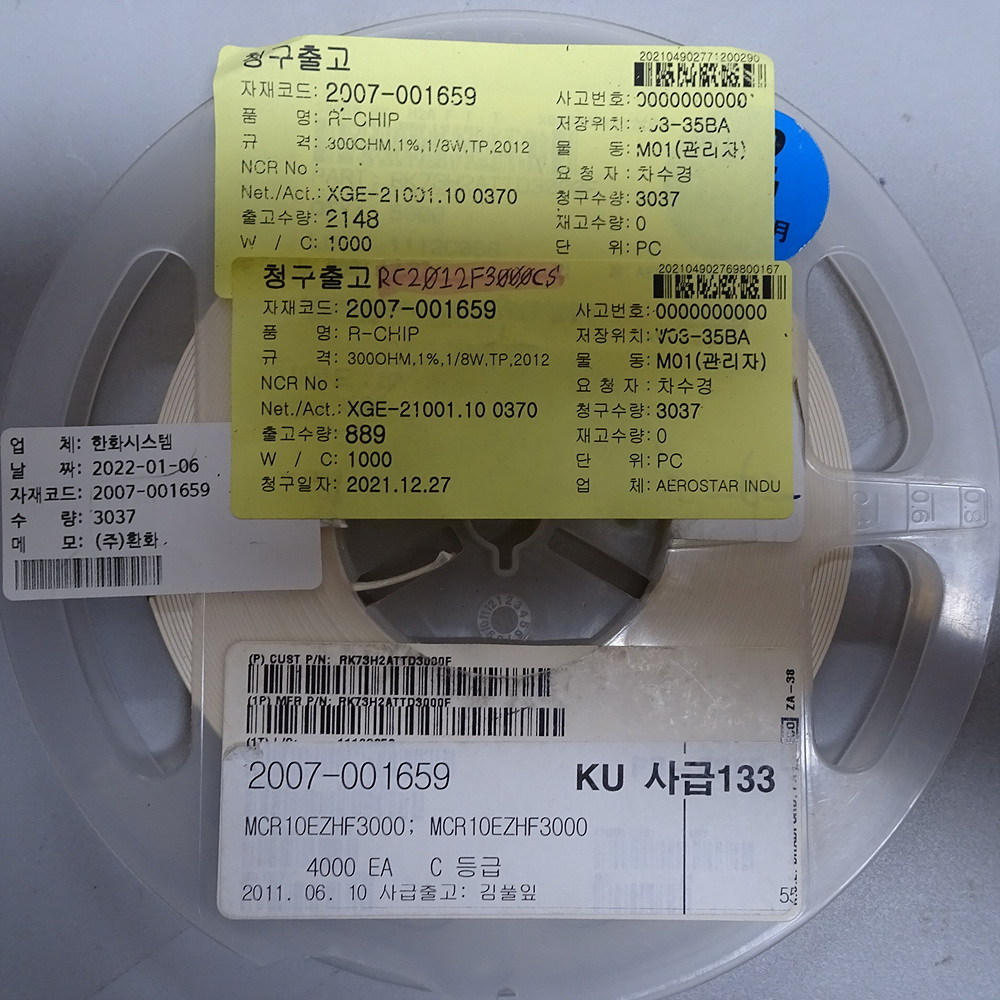 청구출고
202104902771200290
자재코드: 2007-001659
사고번호: 0000000000
품 명: R-CHIP
저장위치: V03-35BA
규 격: 300OHM,1%,1/8W,TP,2012
물 동: M01(관리자)
NCR No :
요 청 자 : 차수경
Net./Act.: XGE-21001.10 0370
청구수량: 3037
출고수량: 2148
재고수량: 0
W / C: 1000
단 위: PC
月
청구출고 RC2012F3000CS
202104902769800167
자재코드: 2007-001659
사고번호: 0000000000
품 명: R-CHIP
저장위치: V03-35BA
규 격: 300OHM,1%,1/8W,TP,2012
물 동: M01(관리자)
NCR No :
요 청 자 : 차수경
Net./Act.: XGE-21001.10 0370
청구수량: 3037
출고수량: 889
재고수량: 0
W / C: 1000
단 위: PC
청구일자: 2021.12.27
업 체: AEROSTAR INDU
업 체: 한화시스템
날 짜: 2022-01-06
자재코드: 2007-001659
수 량: 3037
메 모: (주)환화
0.6
0.8
(P) CUST P/N: RK73H2ATTD3000F
(1P) MFR P/N: RK73H2ATTD3000F
ZA-38
2007-001659
KU 사급133
MCR10EZHF3000; MCR10EZHF3000
4000 EA C 등급
2011. 06. 10 사급출고: 김풀잎